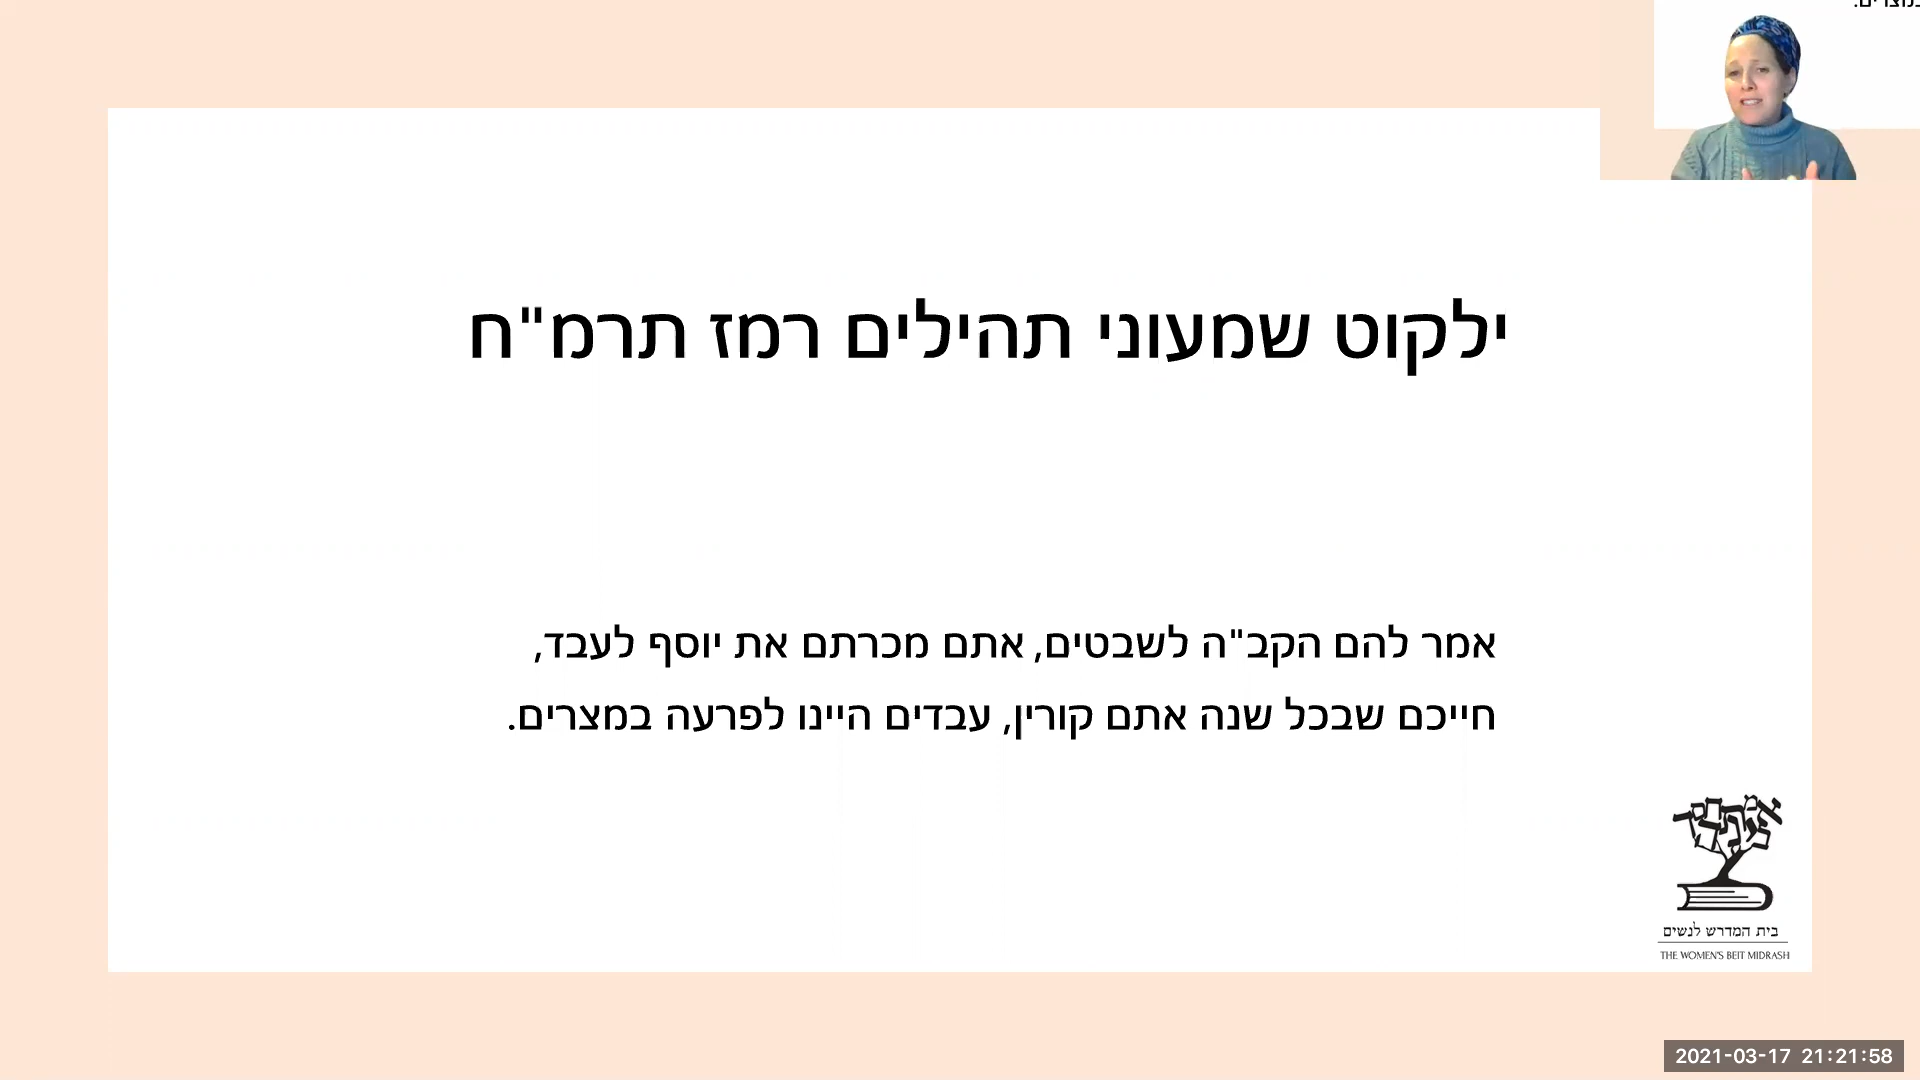 במצרים.
ילקוט שמעוני תהילים רמז תרמ"ח
אמר להם הקב"ה לשבטים, אתם מכרתם את יוסף לעבד,
חייכם שבכל שנה אתם קורין, עבדים היינו לפרעה במצרים.
בית המדרש לנשים
THE WOMEN'S BEIT MIDRASH
2021-03-17 21:21:58